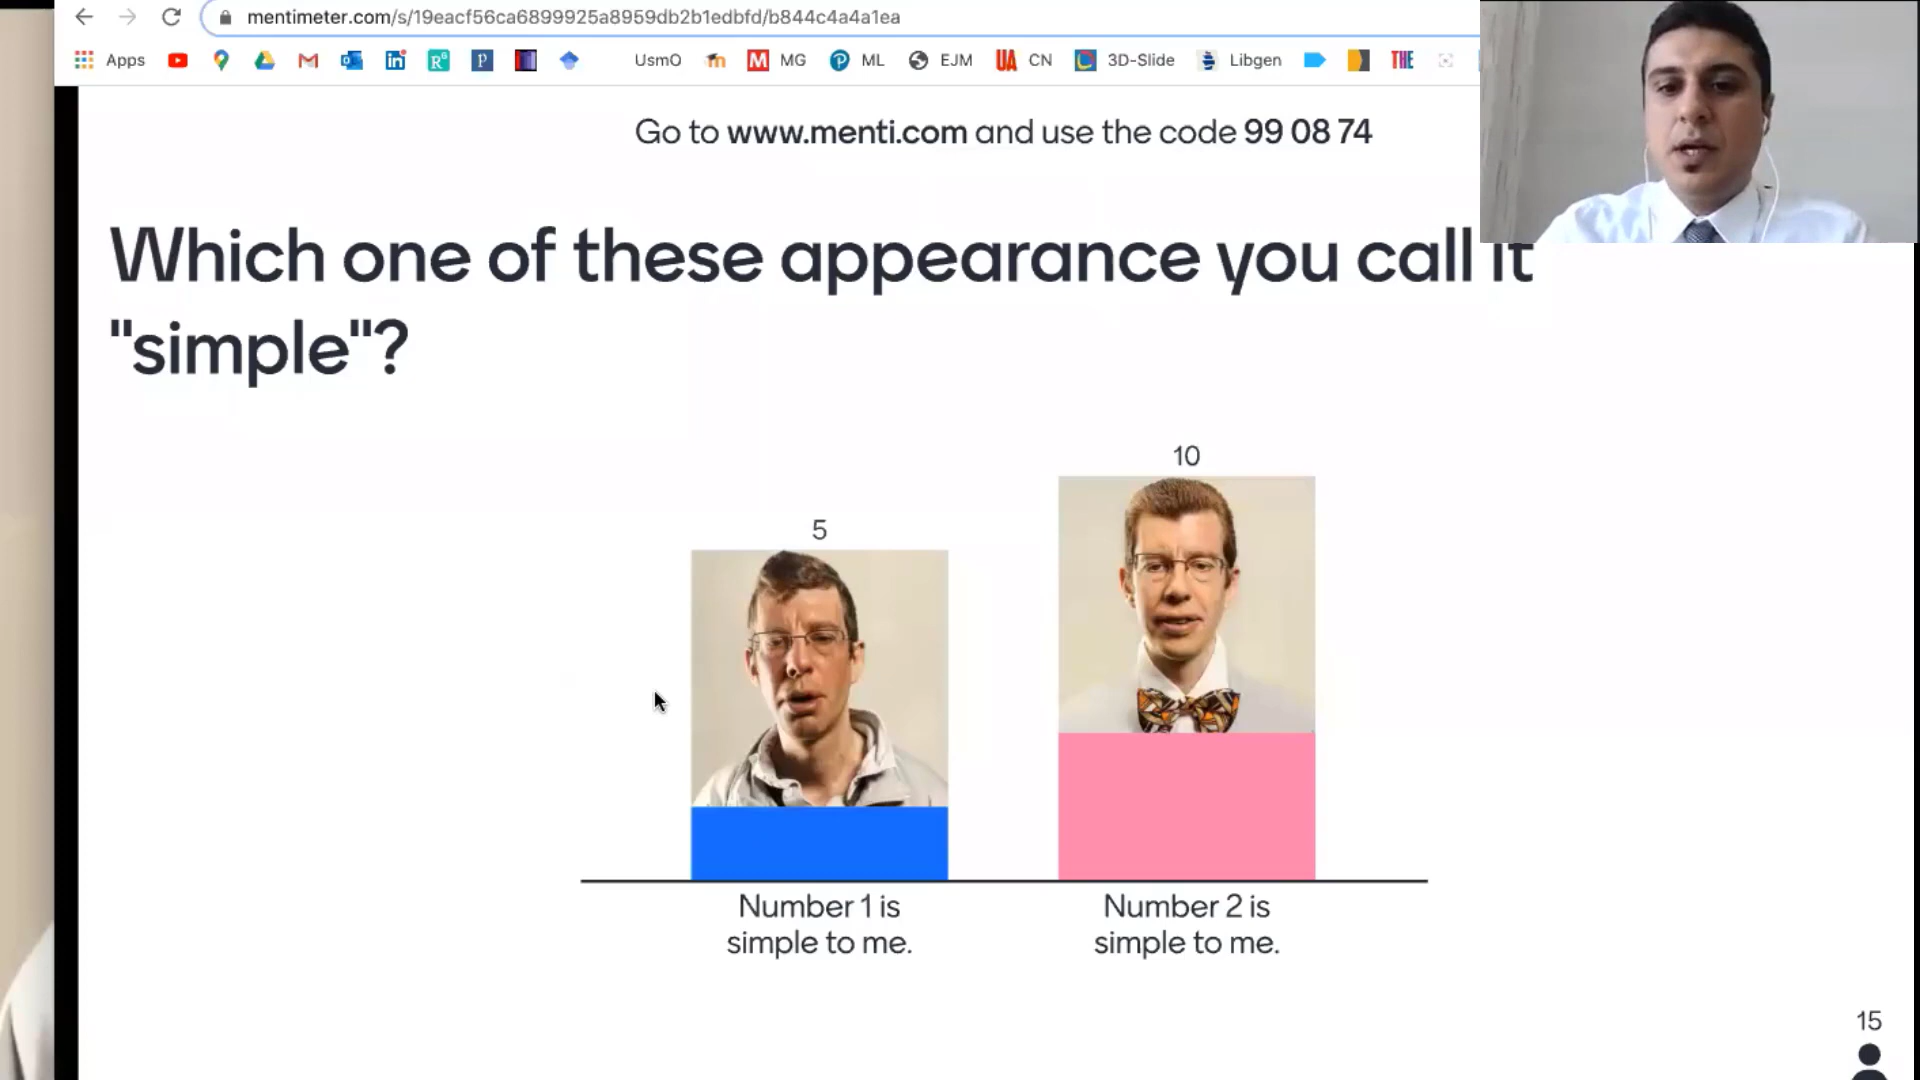 mentimeter.com/s/19eacf56ca6899925a8959db2b1edbfd/b844c4a4a1ea
Apps UsmO MG ML EJM CN 3D-Slide Libgen THE
Go to www.menti.com and use the code 99 08 74
Which one of these appearance you call it
"simple"?
10
5
Number 1 is
simple to me.
Number 2 is
simple to me.
15